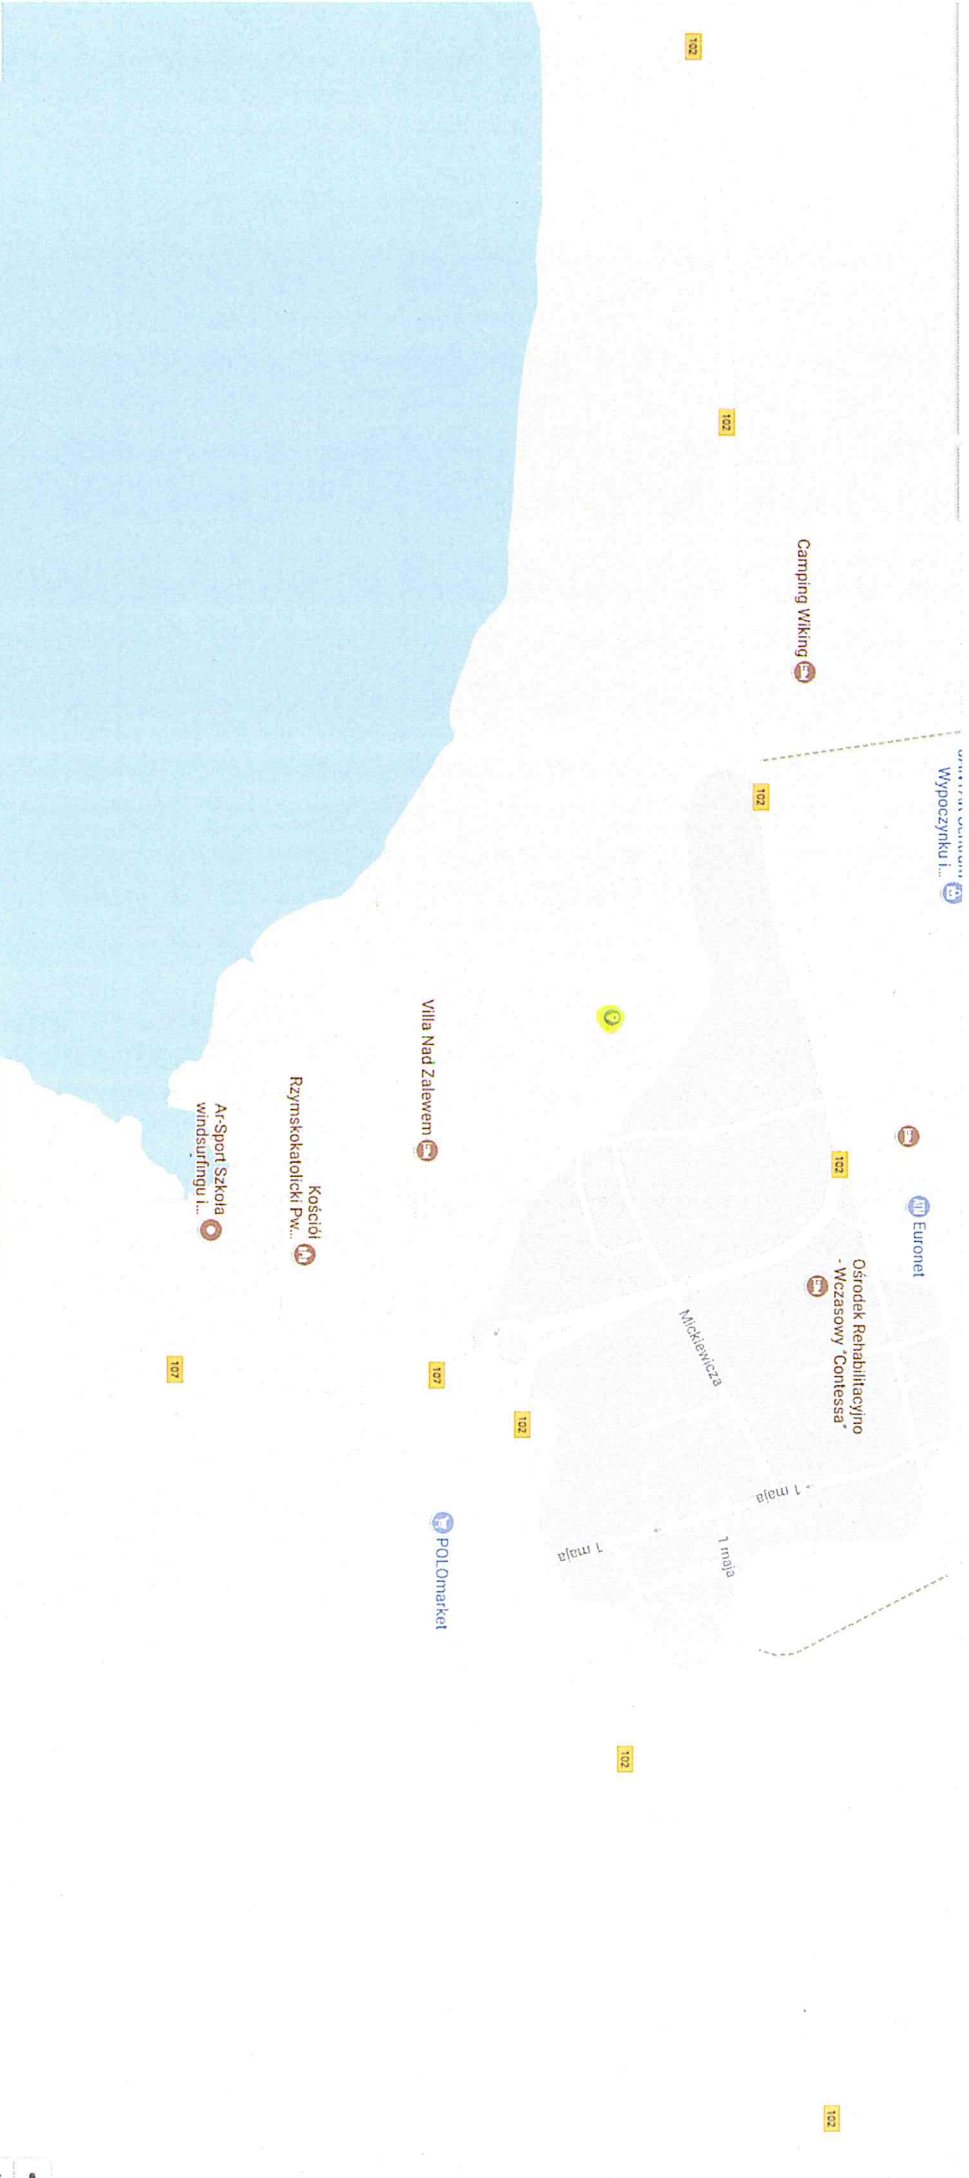 102
102
Camping Wiking
102
Wypoczynku i...
Villa Nad Zalewem
Kościół
Rzymskokatolicki Pw...
Ar-Sport Szkoła
windsurfingu i...
102
Euronet
Ośrodek Rehabilitacyjno
- Wczasowy "Contessa"
Mickiewicza
107
107
102
1 maja
1 maja
1 maja
POLOmarket
102
102